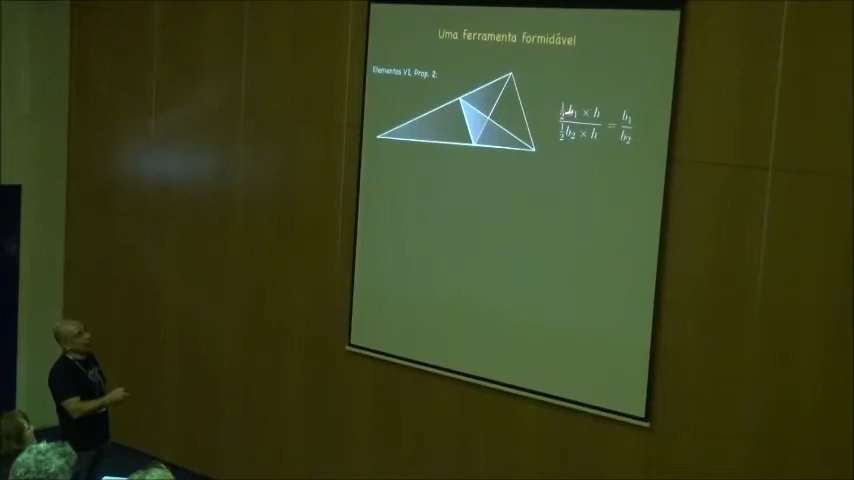 Uma ferramenta formidável
Elementos VI, Prop. 2:
½b₁ × h / ½b₂ × h = b₁ / b₂